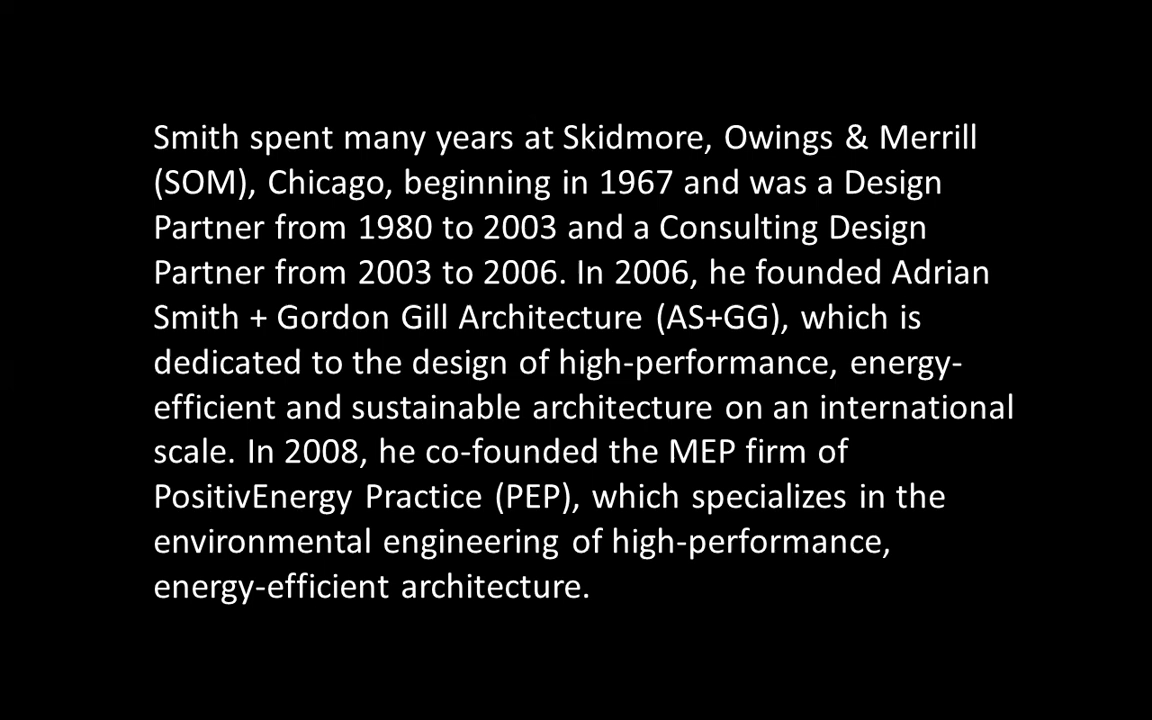 Smith spent many years at Skidmore, Owings & Merrill
(SOM), Chicago, beginning in 1967 and was a Design
Partner from 1980 to 2003 and a Consulting Design
Partner from 2003 to 2006. In 2006, he founded Adrian
Smith + Gordon Gill Architecture (AS+GG), which is
dedicated to the design of high-performance, energy-
efficient and sustainable architecture on an international
scale. In 2008, he co-founded the MEP firm of
PositivEnergy Practice (PEP), which specializes in the
environmental engineering of high-performance,
energy-efficient architecture.